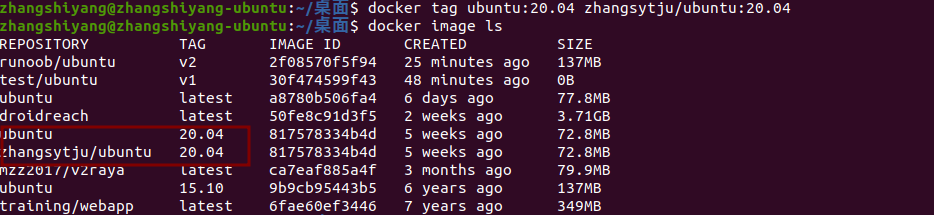 zhangshiyang@zhangshiyang-ubuntu:~/桌面$ docker tag ubuntu:20.04 zhangsytju/ubuntu:20.04
zhangshiyang@zhangshiyang-ubuntu:~/桌面$ docker image ls
REPOSITORY TAG IMAGE ID CREATED SIZE
runoob/ubuntu v2 2f08570f5f94 25 minutes ago 137MB
test/ubuntu v1 30f474599f43 48 minutes ago 0B
ubuntu latest a8780b506fa4 6 days ago 77.8MB
droidreach latest 50fe8c91d3f5 2 weeks ago 3.71GB
ubuntu 20.04 817578334b4d 5 weeks ago 72.8MB
zhangsytju/ubuntu 20.04 817578334b4d 5 weeks ago 72.8MB
mzz2017/v2raya latest ca7eaf885a4f 3 months ago 79.9MB
ubuntu 15.10 9b9cb95443b5 6 years ago 137MB
training/webapp latest 6fae60ef3446 7 years ago 349MB